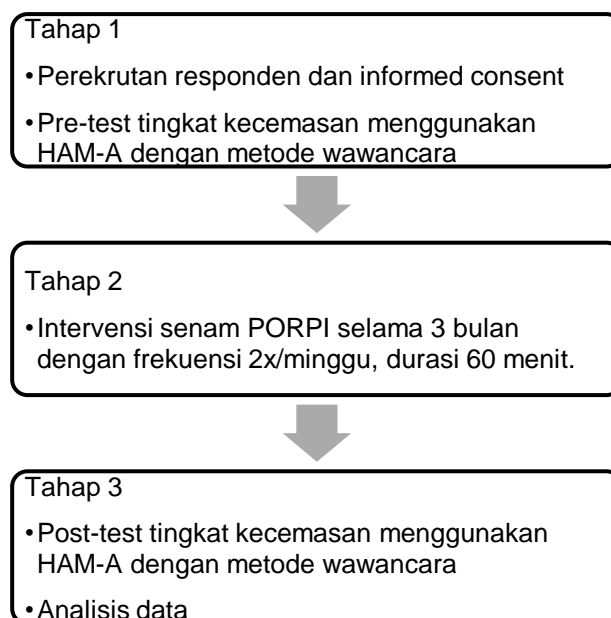 Tahap 1
•Perekrutan responden dan informed consent
•Pre-test tingkat kecemasan menggunakan
HAM-A dengan metode wawancara
Tahap 2
•Intervensi senam PORPI selama 3 bulan
dengan frekuensi 2x/minggu, durasi 60 menit.
Tahap 3
•Post-test tingkat kecemasan menggunakan
HAM-A dengan metode wawancara
•Analisis data